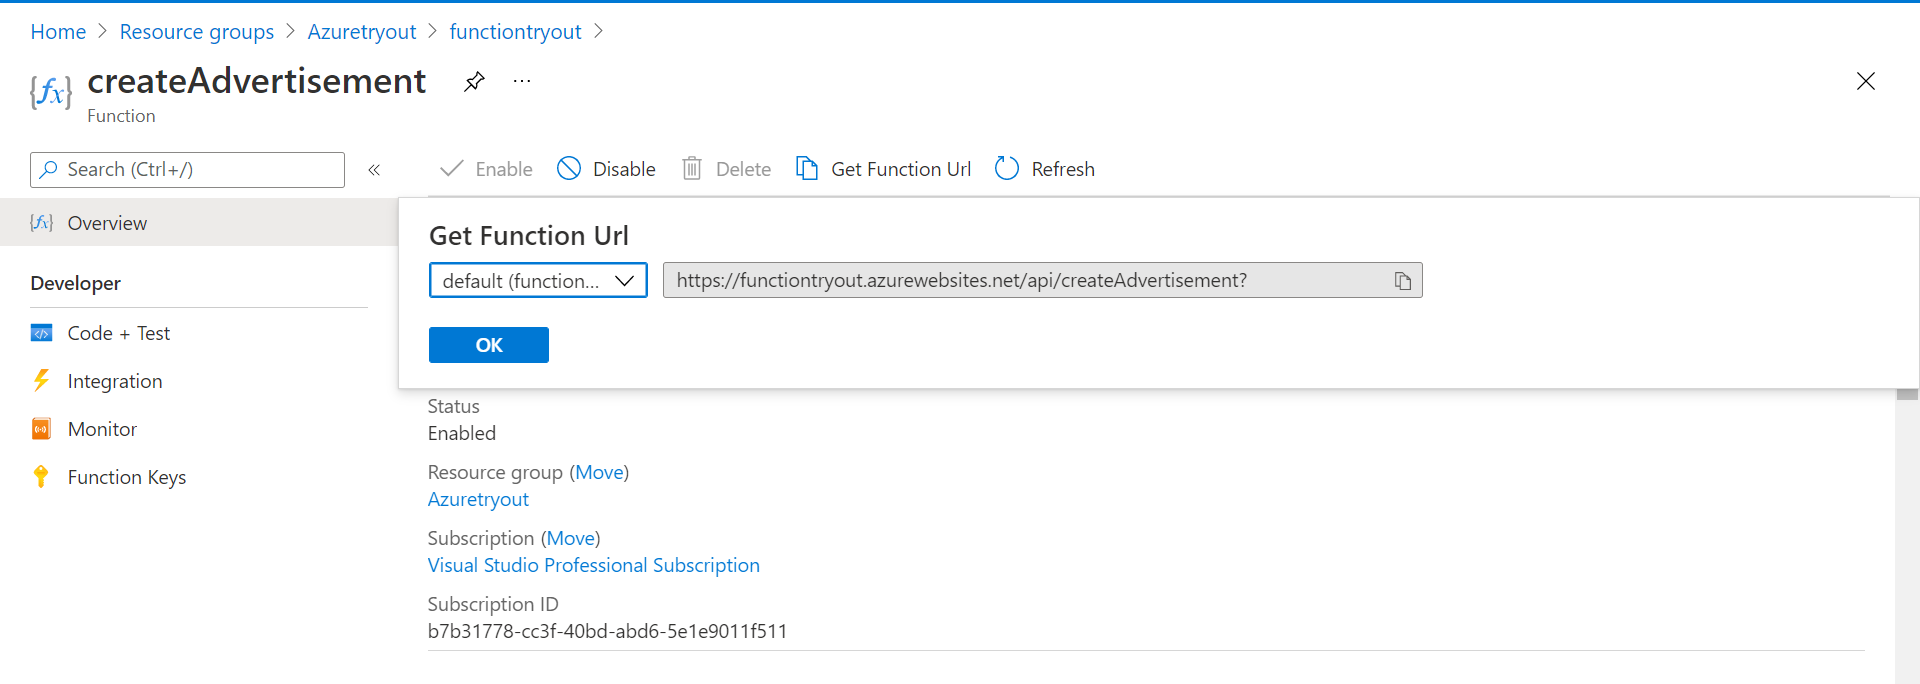 Home > Resource groups > Azuretryout > functiontryout >
{fx} createAdvertisement ...
Function
Search (Ctrl+/) «
Enable Disable Delete Get Function Url Refresh
{fx} Overview
Developer
Code + Test
Integration
Monitor
Function Keys
Get Function Url
default (function... https://functiontryout.azurewebsites.net/api/createAdvertisement?
OK
Status
Enabled
Resource group (Move)
Azuretryout
Subscription (Move)
Visual Studio Professional Subscription
Subscription ID
b7b31778-cc3f-40bd-abd6-5e1e9011f511